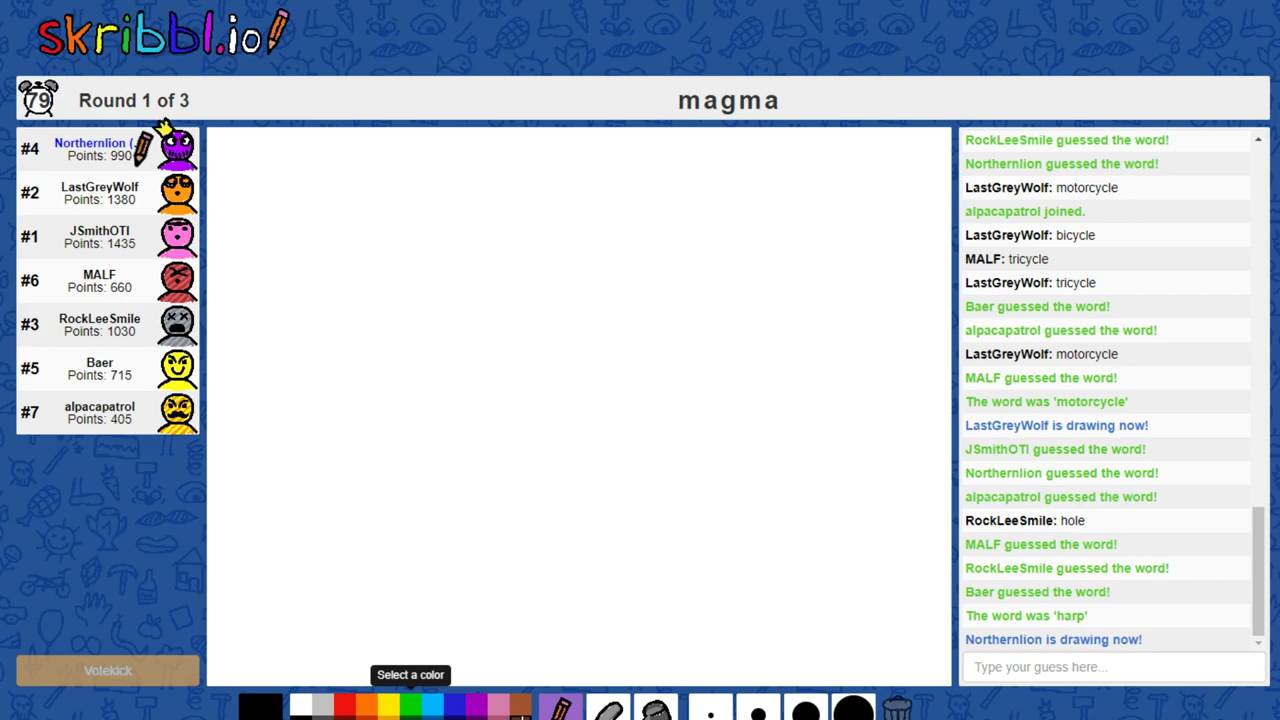 skribbl.io
79
Round 1 of 3
magma
#4
Northernlion (...
Points: 990
#2
LastGreyWolf
Points: 1380
#1
JSmithOTI
Points: 1435
#6
MALF
Points: 660
#3
RockLeeSmile
Points: 1030
#5
Baer
Points: 715
#7
alpacapatrol
Points: 405
Votekick
Select a color
RockLeeSmile guessed the word!
Northernlion guessed the word!
LastGreyWolf: motorcycle
alpacapatrol joined.
LastGreyWolf: bicycle
MALF: tricycle
LastGreyWolf: tricycle
Baer guessed the word!
alpacapatrol guessed the word!
LastGreyWolf: motorcycle
MALF guessed the word!
The word was 'motorcycle'
LastGreyWolf is drawing now!
JSmithOTI guessed the word!
Northernlion guessed the word!
alpacapatrol guessed the word!
RockLeeSmile: hole
MALF guessed the word!
RockLeeSmile guessed the word!
Baer guessed the word!
The word was 'harp'
Northernlion is drawing now!
Type your guess here...